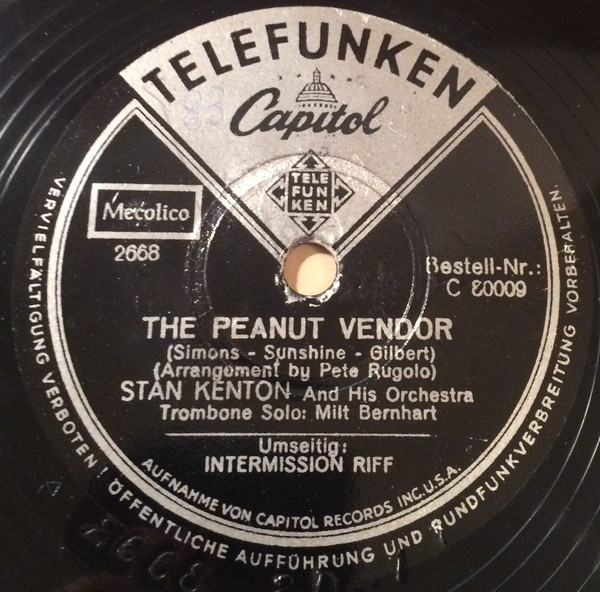 TELEFUNKEN
Capitol
TELE
FUN
KEN
Mecolico
2668
Bestell-Nr.:
C 80009
THE PEANUT VENDOR
(Simons - Sunshine - Gilbert)
(Arrangement by Pete Rugolo)
STAN KENTON And His Orchestra
Trombone Solo: Milt Bernhart
Umseitig:
INTERMISSION RIFF
AUFNAHME VON CAPITOL RECORDS INC. U.S.A.
VERVIELFÄLTIGUNG VERBOTEN! ÖFFENTLICHE AUFFÜHRUNG UND RUNDFUNKVERBREITUNG VORBEHALTEN.